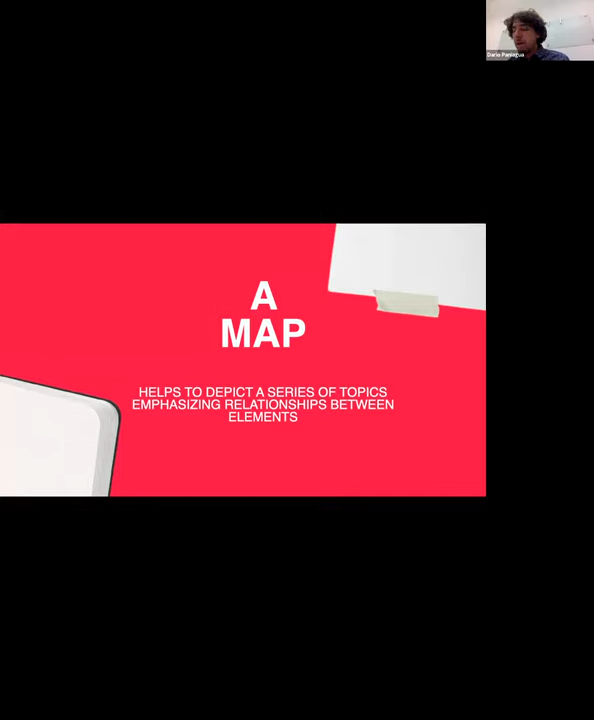 Dario Paniagua
A
MAP
HELPS TO DEPICT A SERIES OF TOPICS
EMPHASIZING RELATIONSHIPS BETWEEN
ELEMENTS